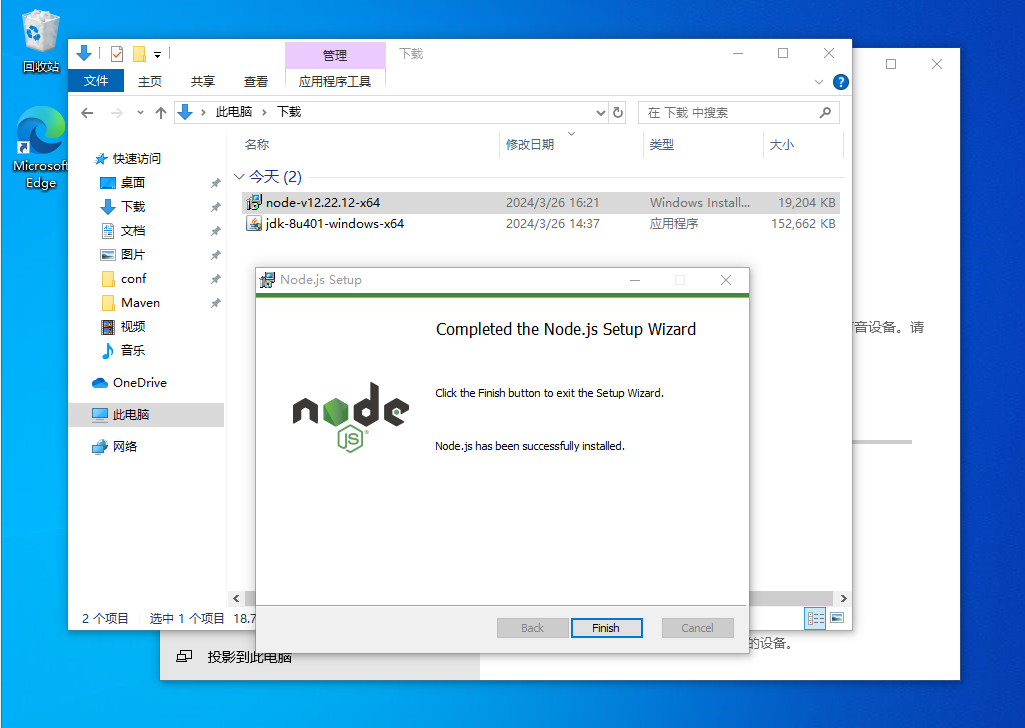 回收站
Microsoft
Edge
管理
下载
文件
主页
共享
查看
应用程序工具
此电脑
下载
在 下载 中搜索
名称
修改日期
类型
大小
快速访问
桌面
下载
文档
图片
conf
Maven
视频
音乐
OneDrive
此电脑
网络
今天 (2)
node-v12.22.12-x64
2024/3/26 16:21
Windows Install...
19,204 KB
jdk-8u401-windows-x64
2024/3/26 14:37
应用程序
152,662 KB
Node.js Setup
Completed the Node.js Setup Wizard
node
JS
Click the Finish button to exit the Setup Wizard.
Node.js has been successfully installed.
Back
Finish
Cancel
2 个项目
选中 1 个项目
18.7
音设备。请
的设备。
投影到此电脑